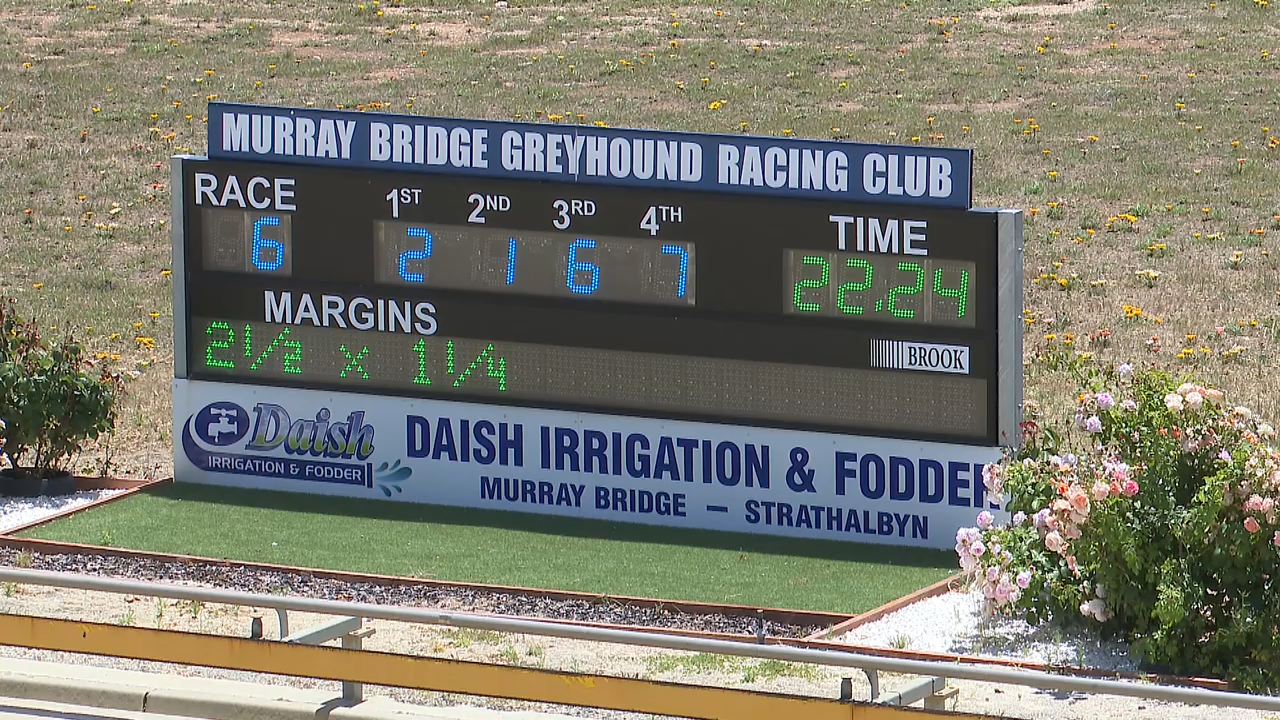 MURRAY BRIDGE GREYHOUND RACING CLUB
RACE 1ST 2ND 3RD 4TH TIME
6 2 1 6 7 22.24
MARGINS
2 1/2 x 1 1/4
BROOK
Daish
IRRIGATION & FODDER
DAISH IRRIGATION & FODDER
MURRAY BRIDGE — STRATHALBYN